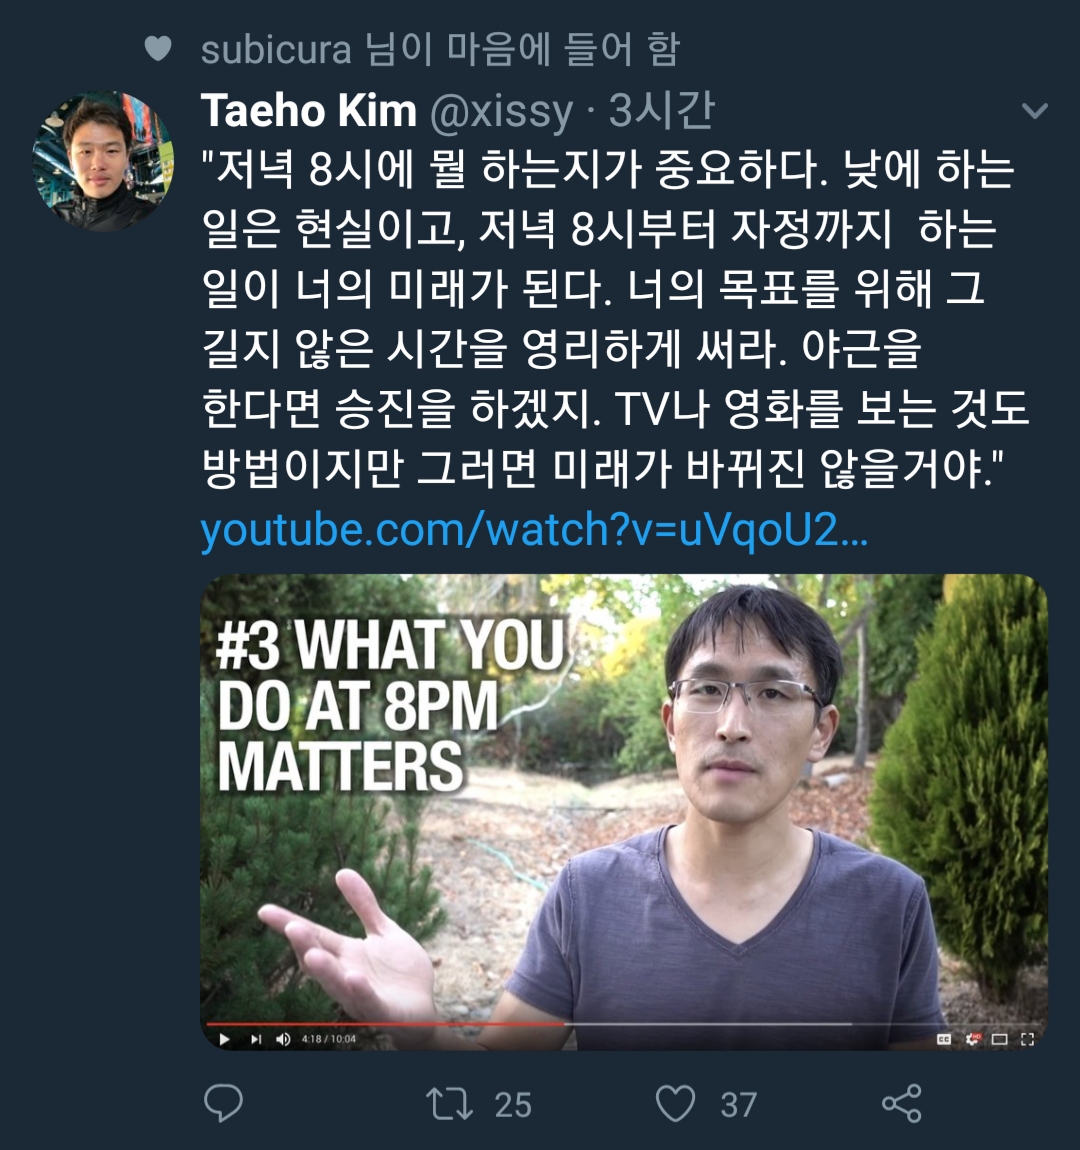 subicura 님이 마음에 들어 함
Taeho Kim @xissy · 3시간
"저녁 8시에 뭘 하는지가 중요하다. 낮에 하는
일은 현실이고, 저녁 8시부터 자정까지  하는
일이 너의 미래가 된다. 너의 목표를 위해 그
길지 않은 시간을 영리하게 써라. 야근을
한다면 승진을 하겠지. TV나 영화를 보는 것도
방법이지만 그러면 미래가 바뀌진 않을거야."
youtube.com/watch?v=uVqoU2...
#3 WHAT YOU
DO AT 8PM
MATTERS
4:18 / 10:04
CC HD
25 37